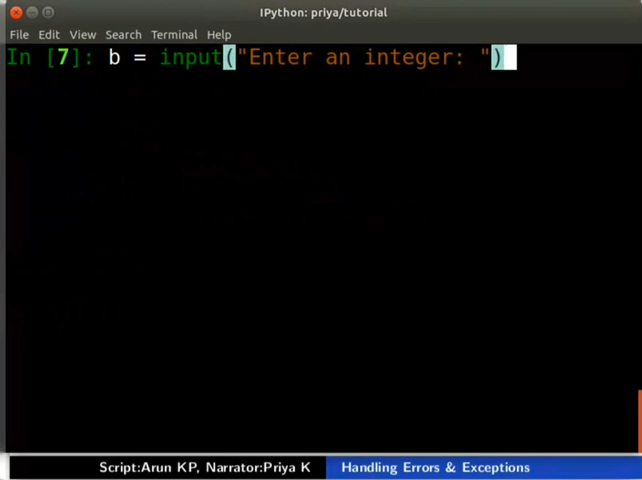 IPython: priya/tutorial
File Edit View Search Terminal Help
In [7]: b = input("Enter an integer: ")
Script:Arun KP, Narrator:Priya K Handling Errors & Exceptions